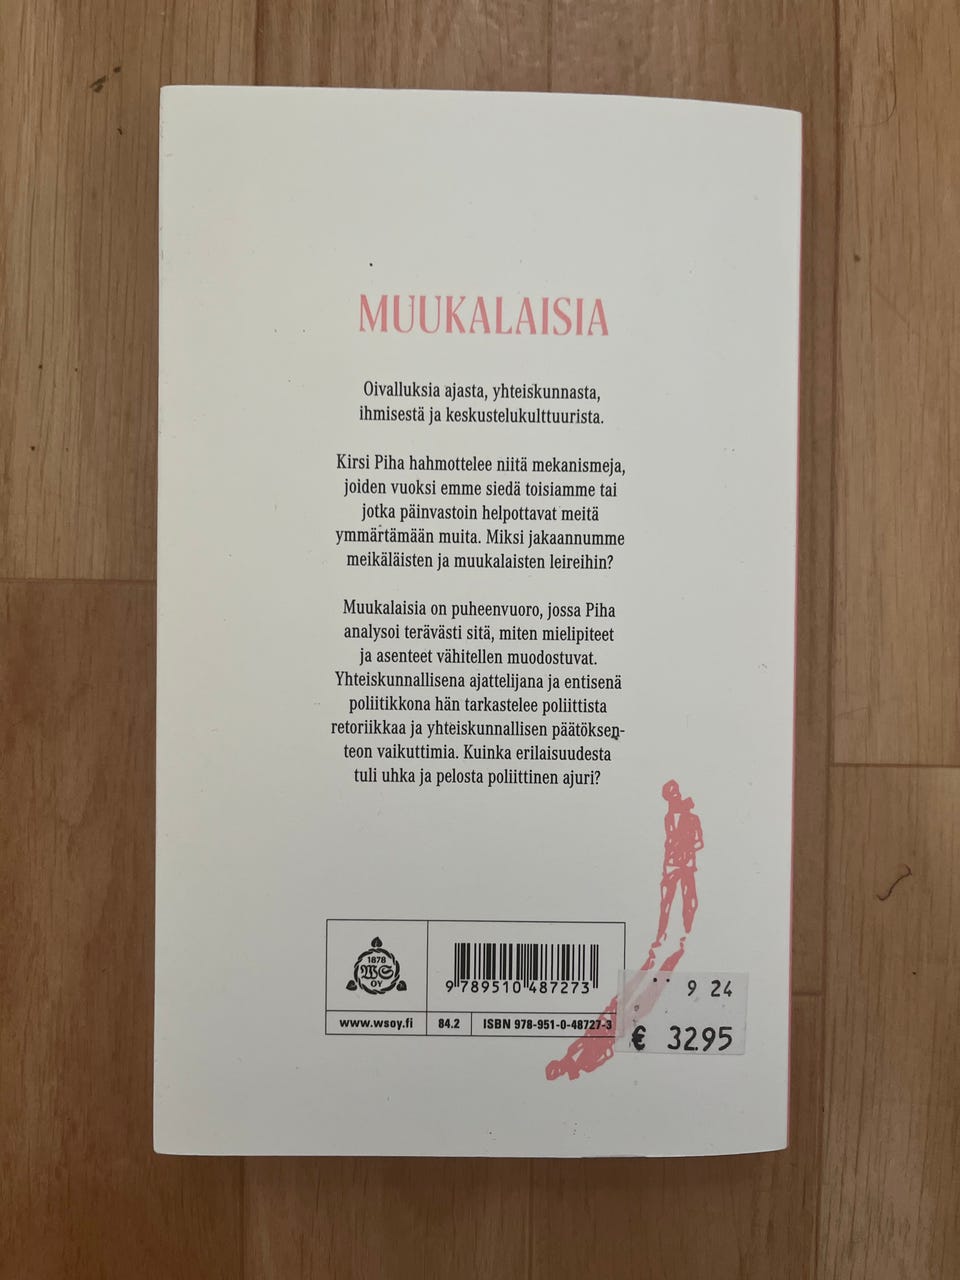 MUUKALAISIA
Oivalluksia ajasta, yhteiskunnasta,
ihmisestä ja keskustelukulttuurista.
Kirsi Piha hahmottelee niitä mekanismeja,
joiden vuoksi emme siedä toisiamme tai
jotka päinvastoin helpottavat meitä
ymmärtämään muita. Miksi jakaannumme
meikäläisten ja muukalaisten leireihin?
Muukalaisia on puheenvuoro, jossa Piha
analysoi terävästi sitä, miten mielipiteet
ja asenteet vähitellen muodostuvat.
Yhteiskunnallisena ajattelijana ja entisenä
poliitikkona hän tarkastelee poliittista
retoriikkaa ja yhteiskunnallisen päätöksen-
teon vaikuttimia. Kuinka erilaisuudesta
tuli uhka ja pelosta poliittinen ajuri?
1878
WS
OY
9 789510 487273
www.wsoy.fi 84.2 ISBN 978-951-0-48727-3
9 24
€ 32.95